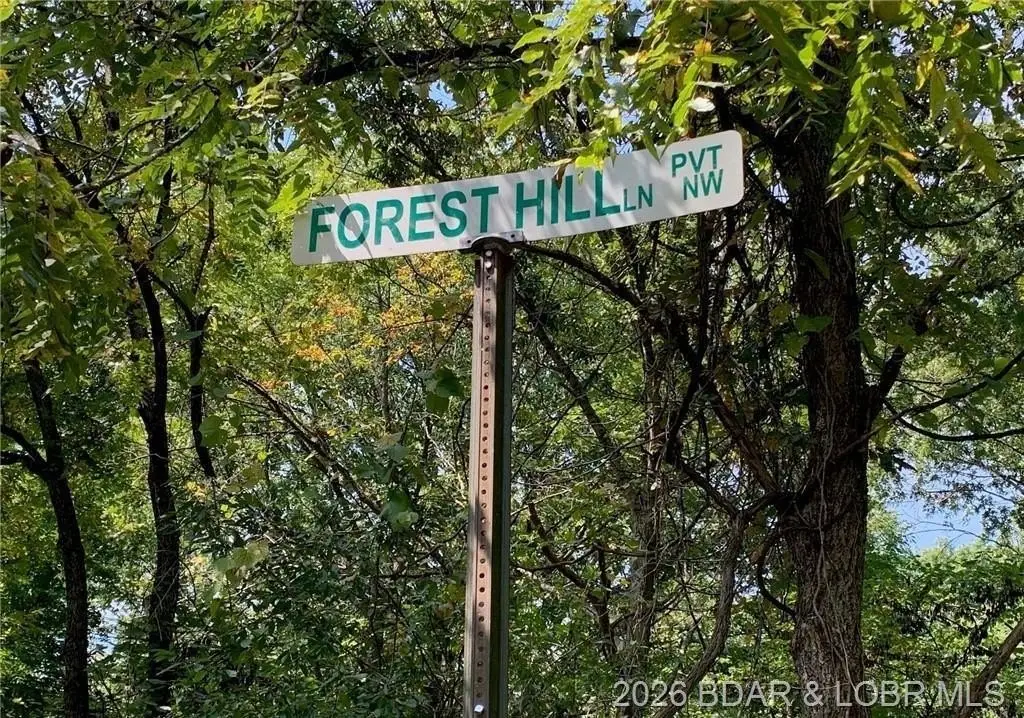 FOREST HILL LN PVT NW
2026 BDAR & LOBR MLS